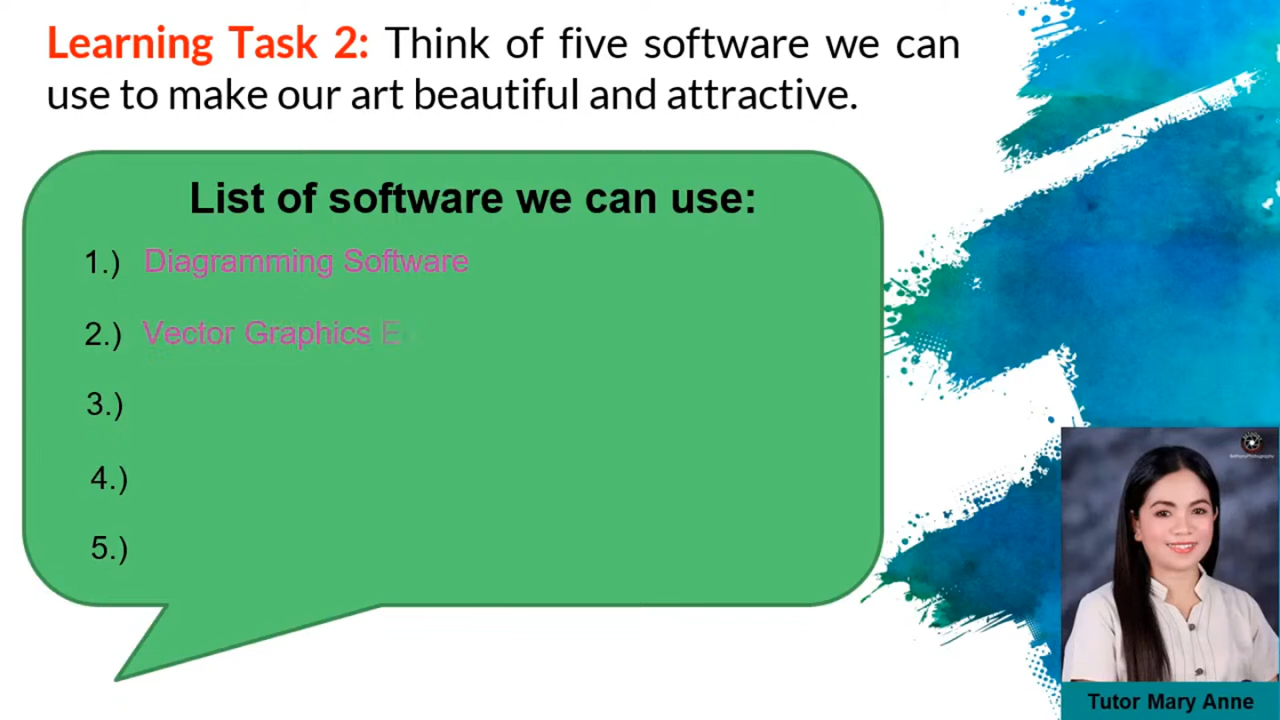 Learning Task 2: Think of five software we can
use to make our art beautiful and attractive.
List of software we can use:
1.) Diagramming Software
2.) Vector Graphics E
3.)
4.)
5.)
Tutor Mary Anne